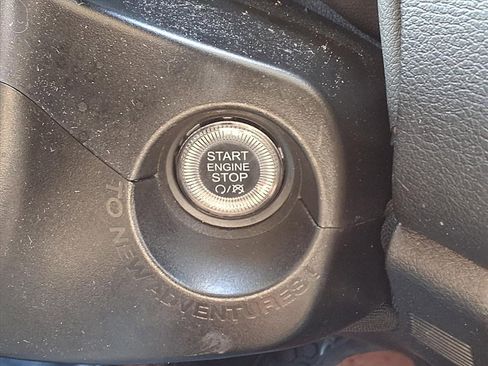 START
ENGINE
STOP
TO NEW ADVENTURES!